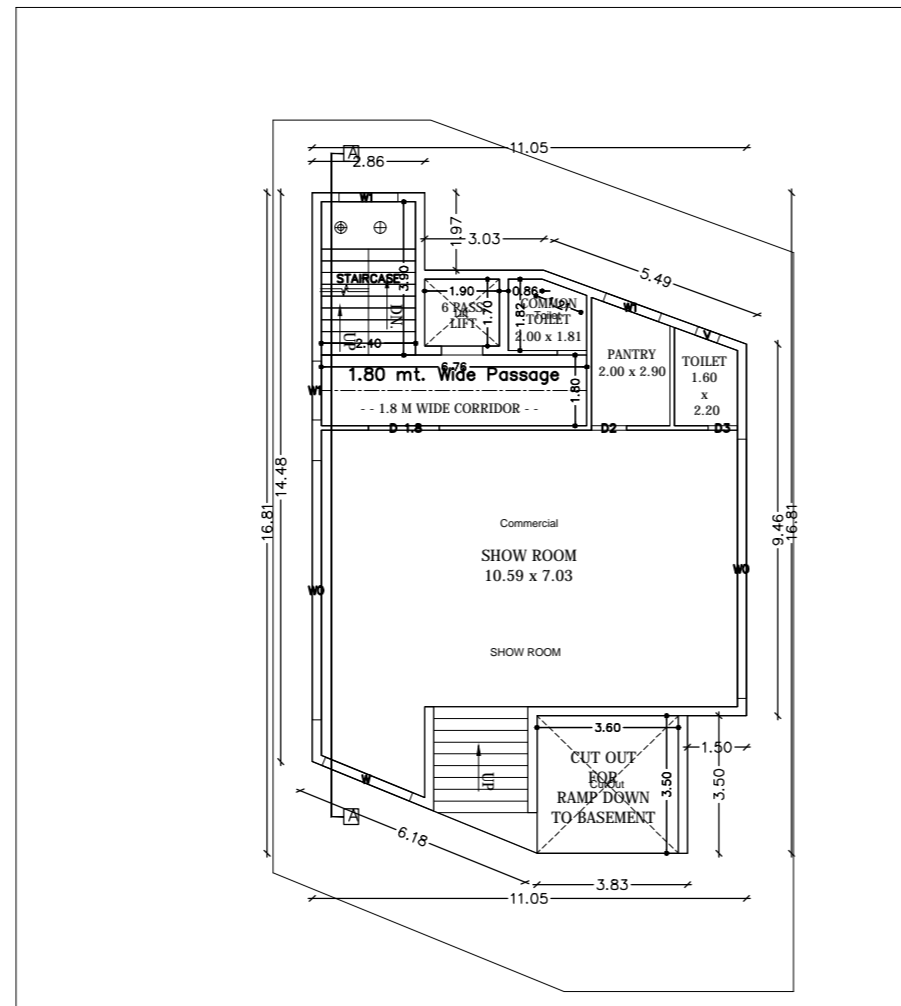 11.05
A
2.86
W1
1.97
3.03
5.49
STAIRCASE
3.90
DN.
UP
2.40
1.90
6 PASS.
LIFT
1.70
0.86
COMMON
Toilet
TOILET
2.00 x 1.81
1.82
W1
V
PANTRY
2.00 x 2.90
TOILET
1.60
x
2.20
6.76
1.80 mt. Wide Passage
1.80
W1
- - 1.8 M WIDE CORRIDOR - -
D 1.8
D2
D3
16.81
14.48
9.46
16.81
Commercial
SHOW ROOM
10.59 x 7.03
W0
W0
SHOW ROOM
W
UP
3.60
CUT OUT
FOR
CutOut
RAMP DOWN
TO BASEMENT
3.50
1.50
3.50
A
6.18
3.83
11.05